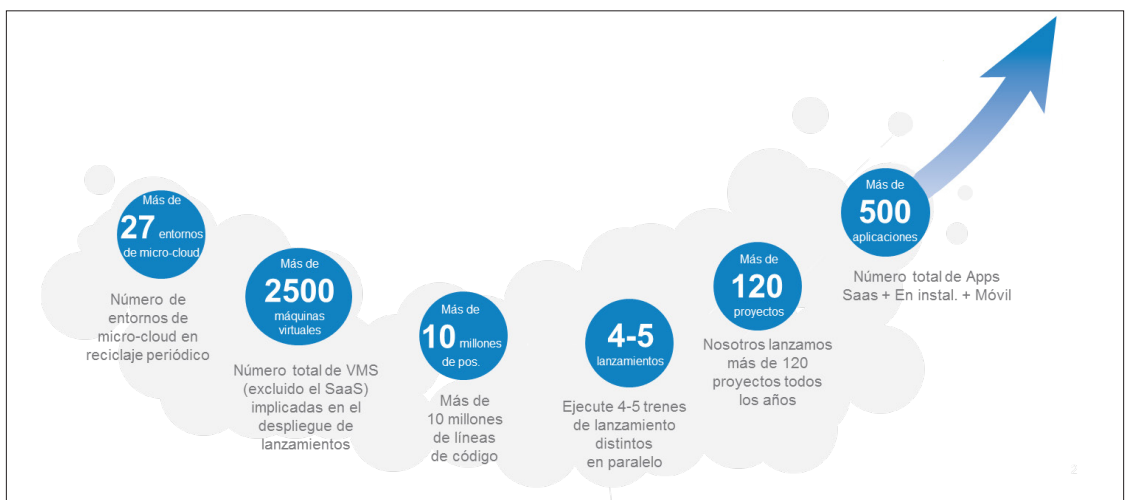 Más de
27 entornos
de micro-cloud
Número de
entornos de
micro-cloud en
reciclaje periódico
Más de
2500
máquinas
virtuales
Número total de VMS
(excluido el SaaS)
implicadas en el
despliegue de
lanzamientos
Más de
10 millones
de pos.
Más de
10 millones
de líneas
de código
4-5
lanzamientos
Ejecute 4-5 trenes
de lanzamiento
distintos
en paralelo
Más de
120
proyectos
Nosotros lanzamos
más de 120
proyectos todos
los años
Más de
500
aplicaciones
Número total de Apps
Saas + En instal. + Móvil
2